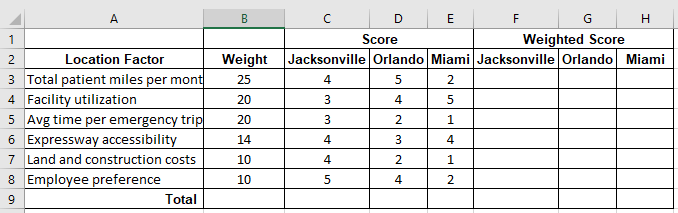 A B C D E F G H
1 Score Weighted Score
2 Location Factor Weight Jacksonville Orlando Miami Jacksonville Orlando Miami
3 Total patient miles per mont 25 4 5 2
4 Facility utilization 20 3 4 5
5 Avg time per emergency trip 20 3 2 1
6 Expressway accessibility 14 4 3 4
7 Land and construction costs 10 4 2 1
8 Employee preference 10 5 4 2
9 Total